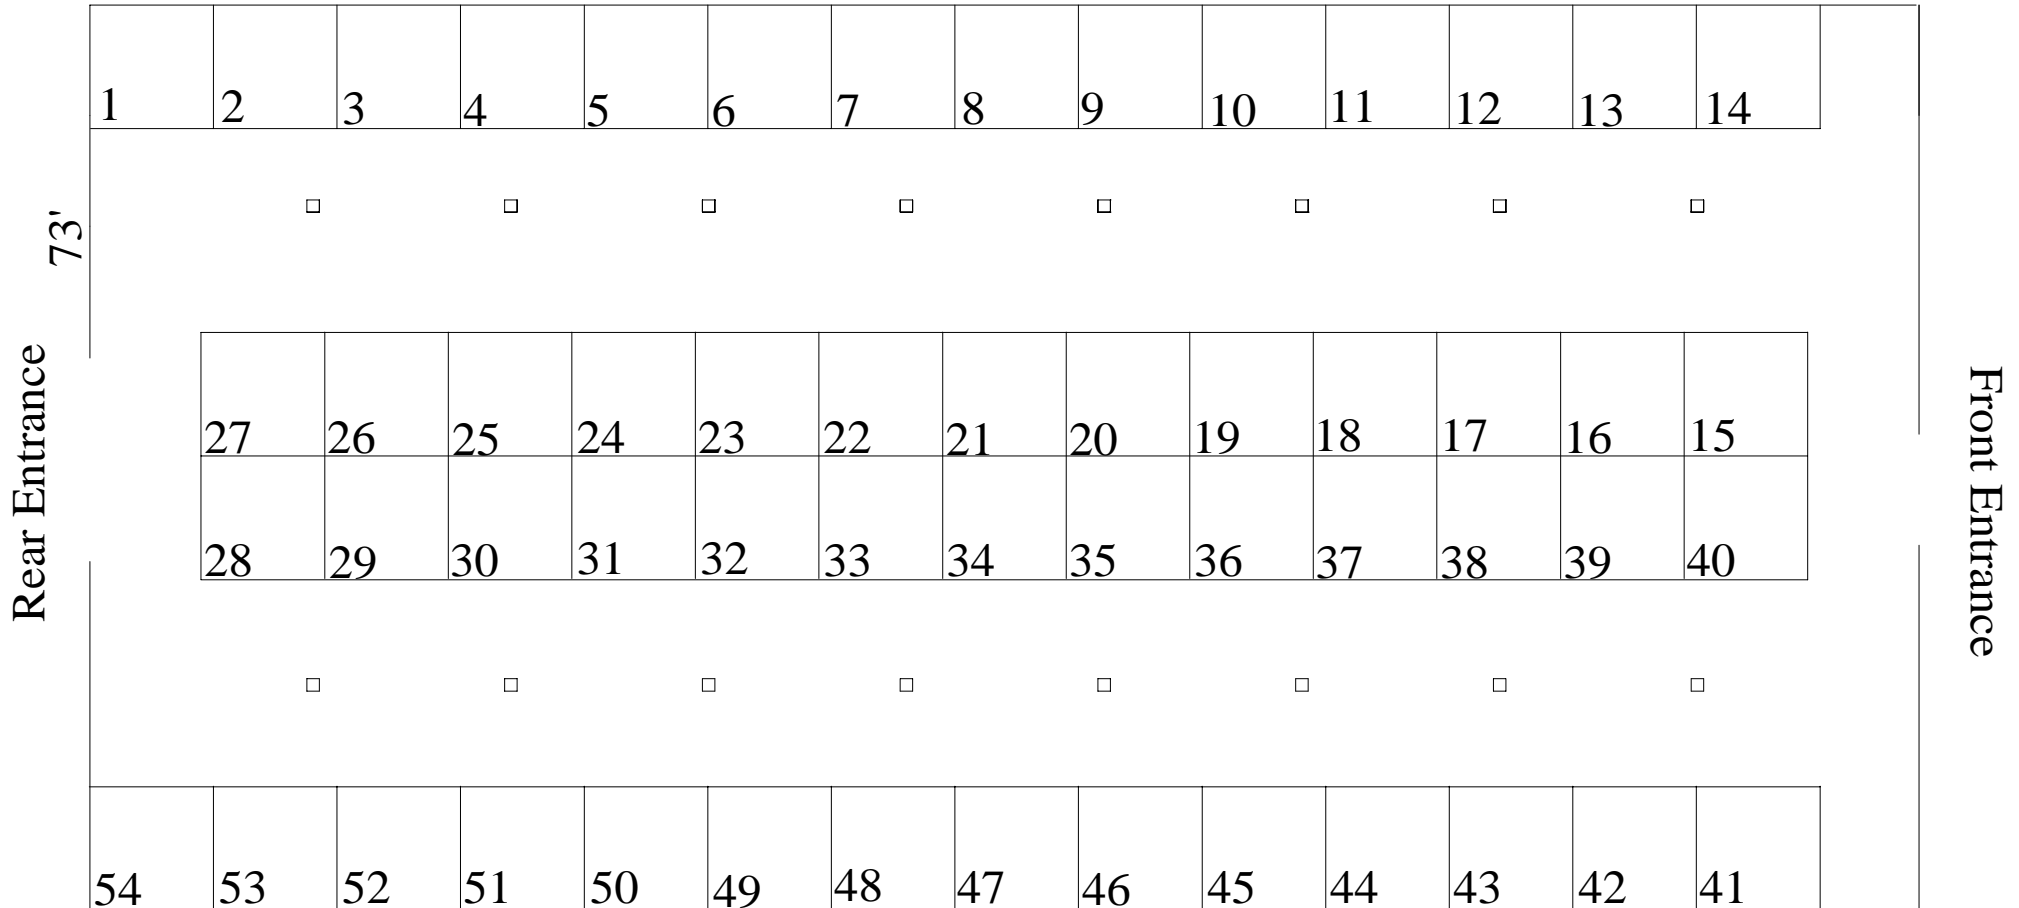 1 2 3 4 5 6 7 8 9 10 11 12 13 14
73'
Rear Entrance
Front Entrance
27 26 25 24 23 22 21 20 19 18 17 16 15
28 29 30 31 32 33 34 35 36 37 38 39 40
54 53 52 51 50 49 48 47 46 45 44 43 42 41